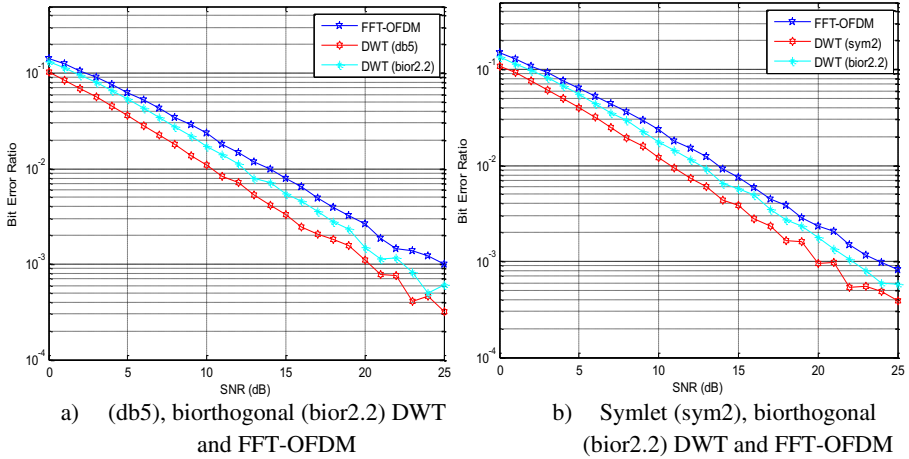 FFT-OFDM
DWT (db5)
DWT (bior2.2)
10^-1
10^-2
10^-3
10^-4
Bit Error Ratio
0 5 10 15 20 25
SNR (dB)
a) (db5), biorthogonal (bior2.2) DWT
and FFT-OFDM
FFT-OFDM
DWT (sym2)
DWT (bior2.2)
10^-1
10^-2
10^-3
10^-4
Bit Error Ratio
0 5 10 15 20 25
SNR (dB)
b) Symlet (sym2), biorthogonal
(bior2.2) DWT and FFT-OFDM